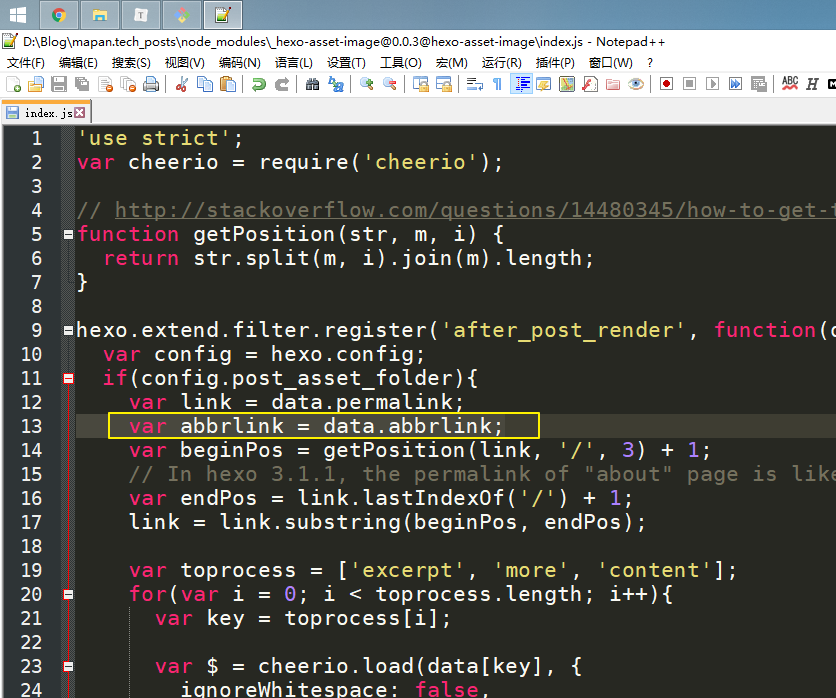 D:\Blog\mapan.tech_posts\node_modules\_hexo-asset-image@0.0.3@hexo-asset-image\index.js - Notepad++
文件(F) 编辑(E) 搜索(S) 视图(V) 编码(N) 语言(L) 设置(T) 工具(O) 宏(M) 运行(R) 插件(P) 窗口(W) ?
index.js
1 'use strict';
2 var cheerio = require('cheerio');
3
4 // http://stackoverflow.com/questions/14480345/how-to-get-t
5 function getPosition(str, m, i) {
6 return str.split(m, i).join(m).length;
7 }
8
9 hexo.extend.filter.register('after_post_render', function(d
10 var config = hexo.config;
11 if(config.post_asset_folder){
12 var link = data.permalink;
13 var abbrlink = data.abbrlink;
14 var beginPos = getPosition(link, '/', 3) + 1;
15 // In hexo 3.1.1, the permalink of "about" page is like
16 var endPos = link.lastIndexOf('/') + 1;
17 link = link.substring(beginPos, endPos);
18
19 var toprocess = ['excerpt', 'more', 'content'];
20 for(var i = 0; i < toprocess.length; i++){
21 var key = toprocess[i];
22
23 var $ = cheerio.load(data[key], {
24 ignoreWhitespace: false,